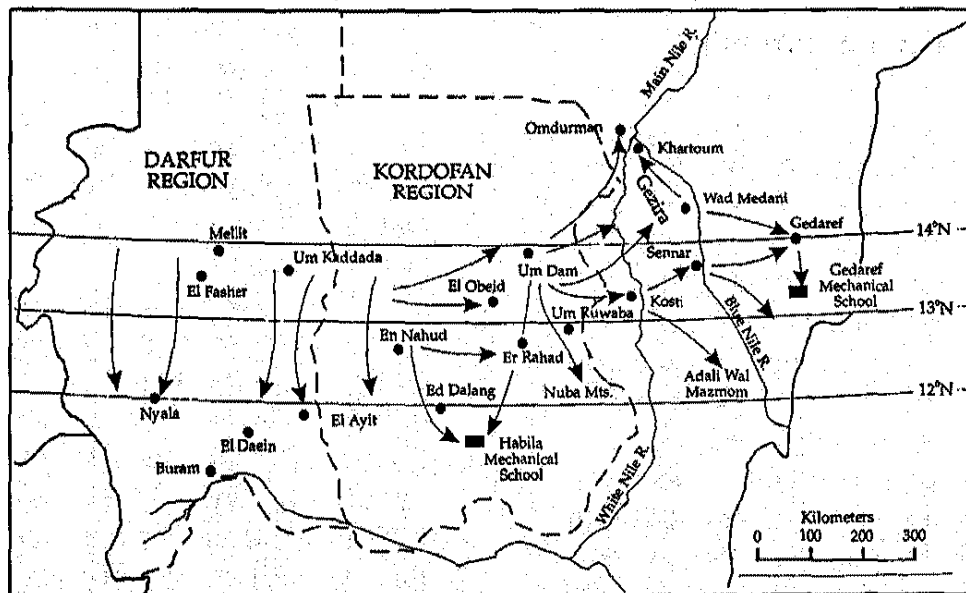 Main Nile R.
Omdurman
Khartoum
DARFUR
REGION
KORDOFAN
REGION
Gezira
Wad Medani
Gedaref
14°N
Mellit
Um Kaddada
El Fasher
Um Dam
Sennar
El Obeid
Kosti
Gedaref
Mechanical
School
13°N
Um Ruwaba
En Nahud
Er Rahad
Blue Nile R.
Ed Dalang
Nuba Mts.
Adali Wal
Mazmom
12°N
Nyala
El Ayit
El Daein
Buram
Habila
Mechanical
School
White Nile R.
Kilometers
0 100 200 300